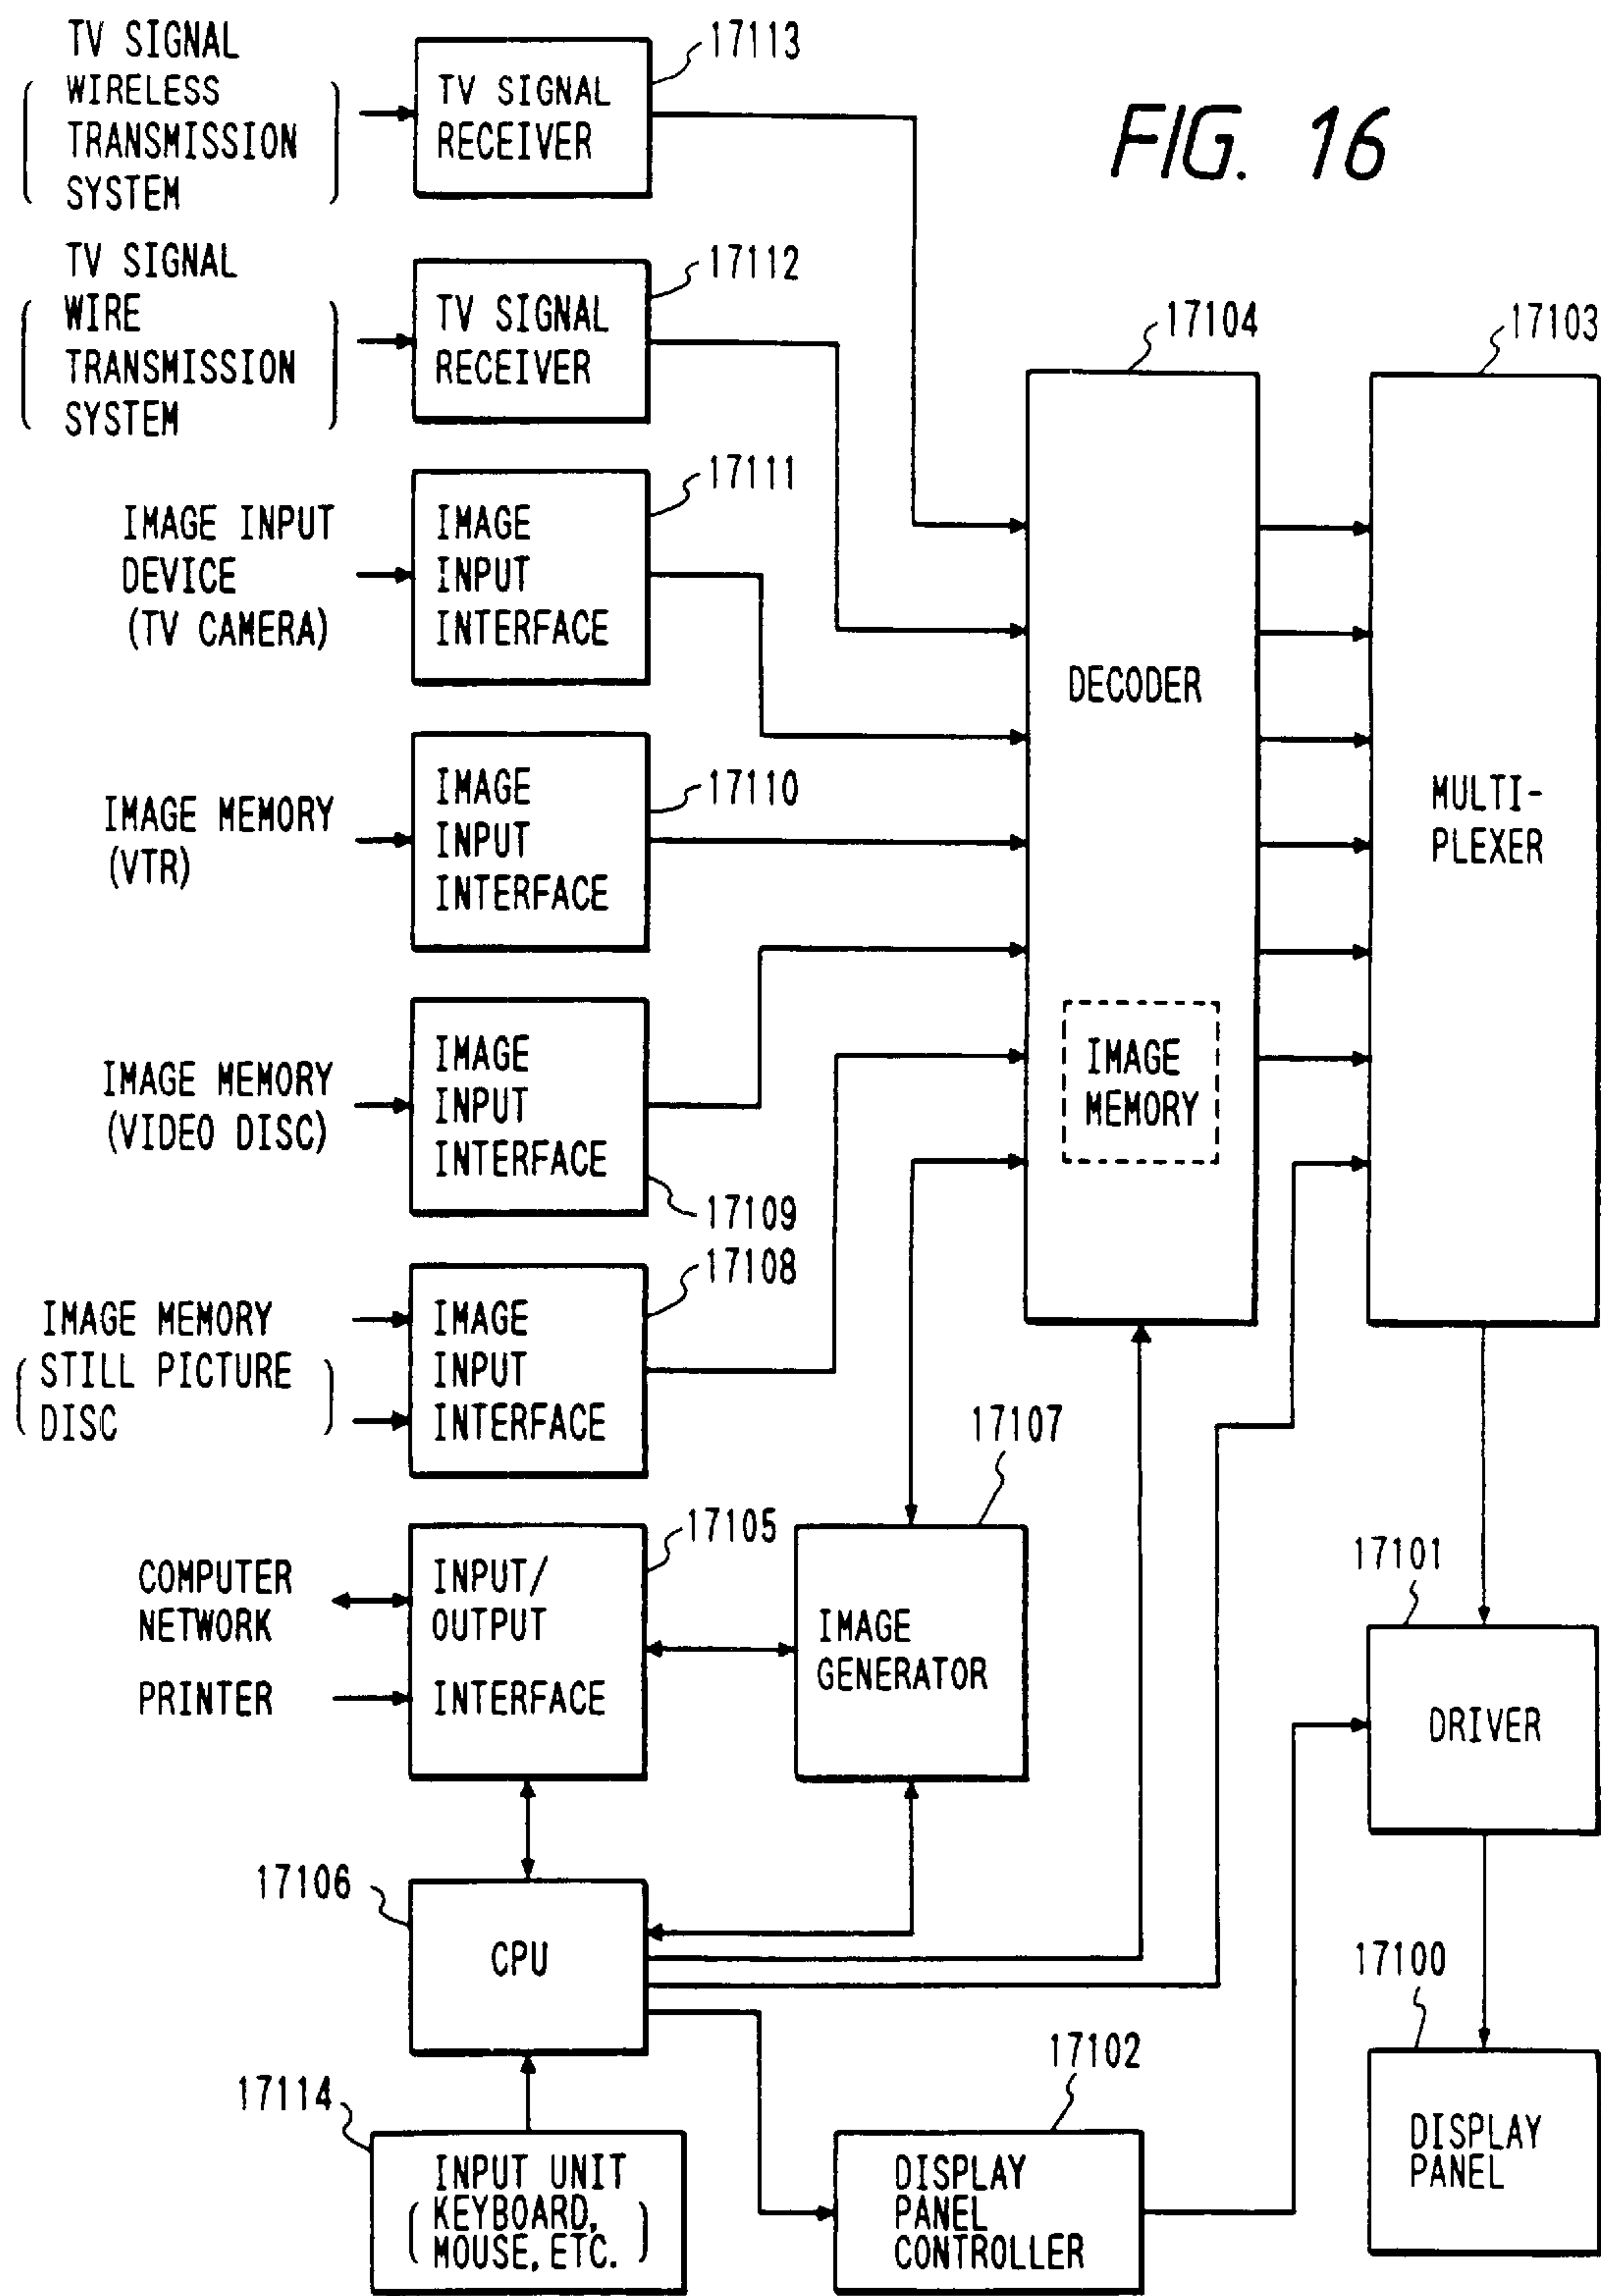 FIG. 16
TV SIGNAL
WIRELESS
TRANSMISSION
SYSTEM
TV SIGNAL
RECEIVER
17113
TV SIGNAL
WIRE
TRANSMISSION
SYSTEM
TV SIGNAL
RECEIVER
17112
IMAGE INPUT
DEVICE
(TV CAMERA)
IMAGE
INPUT
INTERFACE
17111
IMAGE MEMORY
(VTR)
IMAGE
INPUT
INTERFACE
17110
IMAGE MEMORY
(VIDEO DISC)
IMAGE
INPUT
INTERFACE
17109
IMAGE MEMORY
STILL PICTURE
DISC
IMAGE
INPUT
INTERFACE
17108
17104
DECODER
IMAGE
MEMORY
17103
MULTI-
PLEXER
COMPUTER
NETWORK
PRINTER
INPUT/
OUTPUT
INTERFACE
17105
17107
IMAGE
GENERATOR
17101
DRIVER
17106
CPU
17100
DISPLAY
PANEL
17114
INPUT UNIT
(KEYBOARD,
MOUSE, ETC.)
17102
DISPLAY
PANEL
CONTROLLER